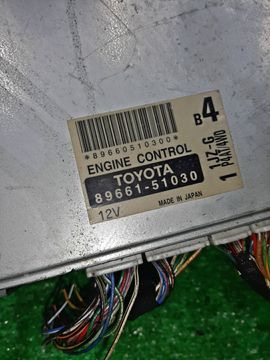 *89660510300*
B4
ENGINE CONTROL
TOYOTA
89661-51030
12V MADE IN JAPAN
1 1JZ-G
P4AT/4WD